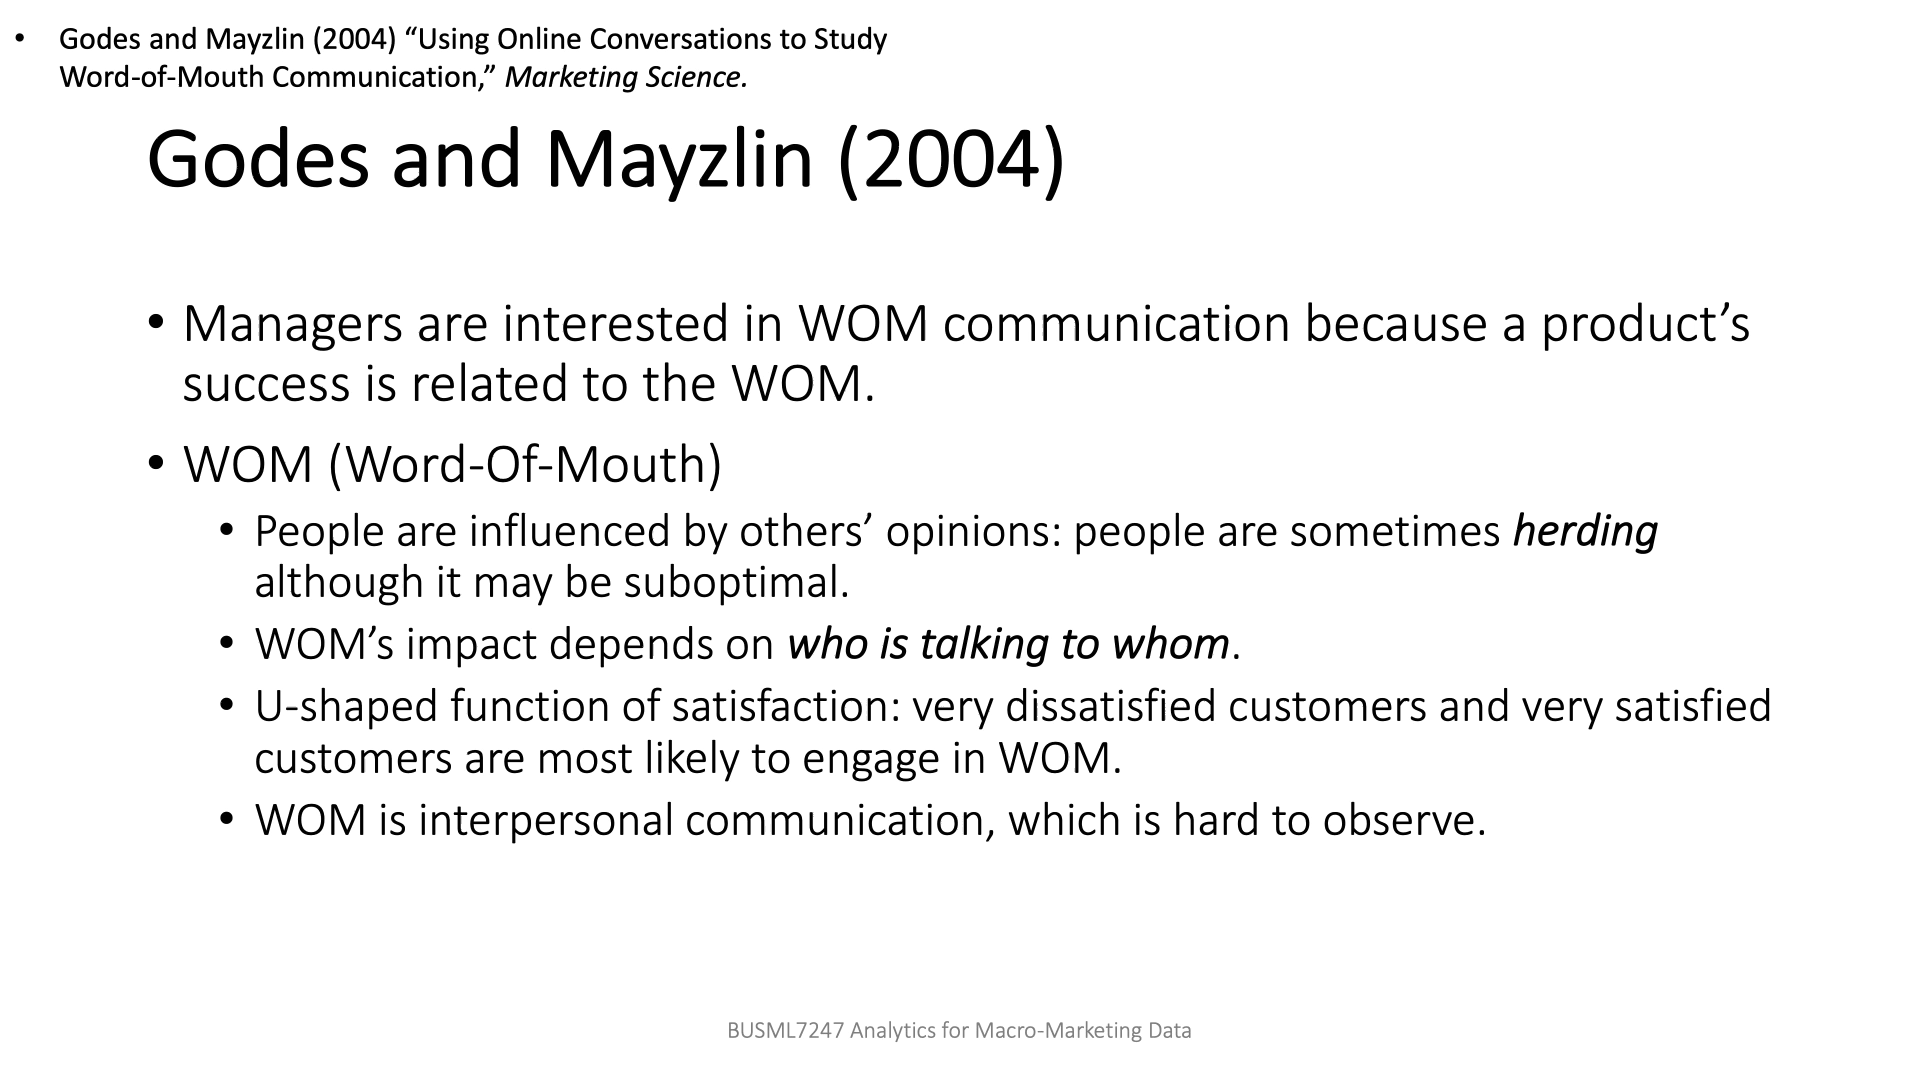 • Godes and Mayzlin (2004) “Using Online Conversations to Study
Word-of-Mouth Communication,” Marketing Science.
Godes and Mayzlin (2004)
• Managers are interested in WOM communication because a product’s
success is related to the WOM.
• WOM (Word-Of-Mouth)
• People are influenced by others’ opinions: people are sometimes herding
although it may be suboptimal.
• WOM’s impact depends on who is talking to whom.
• U-shaped function of satisfaction: very dissatisfied customers and very satisfied
customers are most likely to engage in WOM.
• WOM is interpersonal communication, which is hard to observe.
BUSML7247 Analytics for Macro-Marketing Data